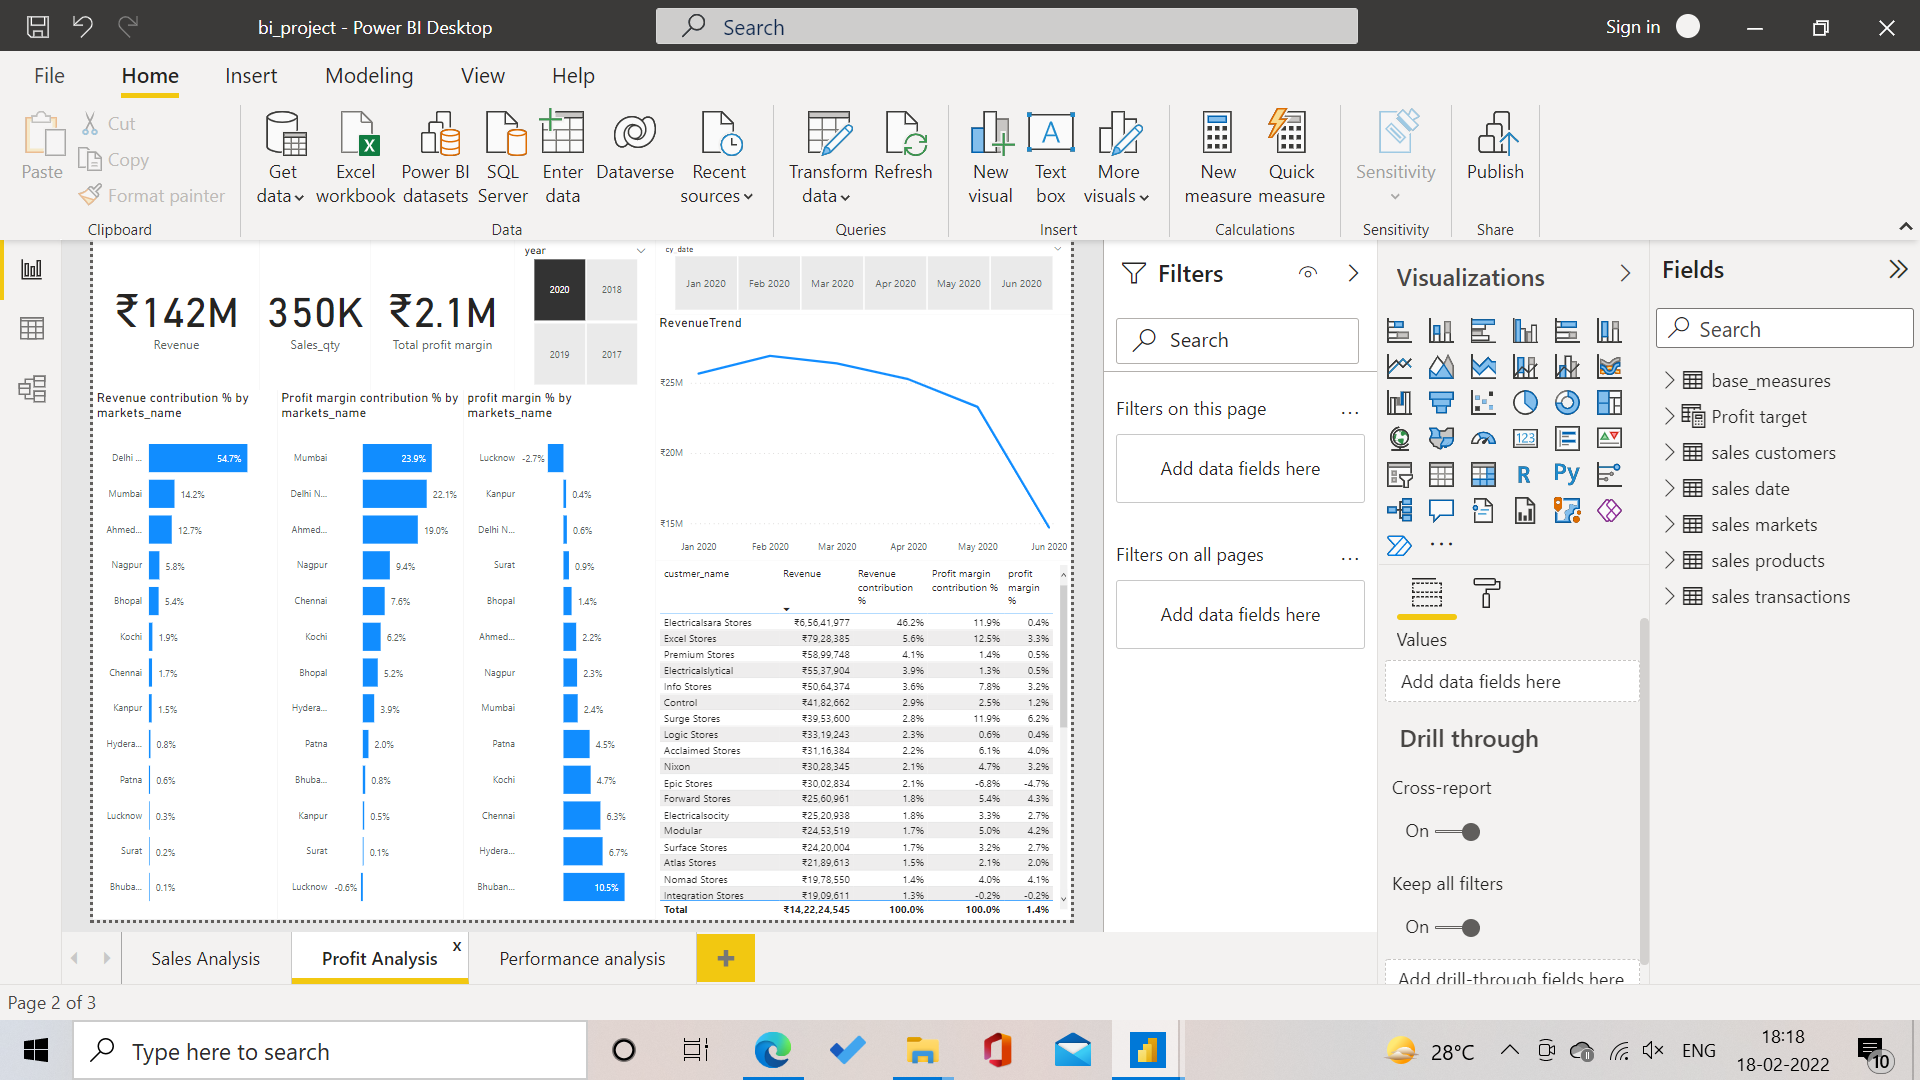 bi_project - Power BI Desktop
Search
Sign in
File Home Insert Modeling View Help
Paste
Cut
Copy
Format painter
Clipboard
Get data
Excel workbook
Power BI datasets
SQL Server
Enter data
Dataverse
Recent sources
Data
Transform data
Refresh
Queries
New visual
Text box
More visuals
Insert
New measure
Quick measure
Calculations
Sensitivity
Sensitivity
Publish
Share
₹142M
Revenue
350K
Sales_qty
₹2.1M
Total profit margin
year
2020 2018
2019 2017
cy_date
Jan 2020 Feb 2020 Mar 2020 Apr 2020 May 2020 Jun 2020
RevenueTrend
₹25M
₹20M
₹15M
Jan 2020 Feb 2020 Mar 2020 Apr 2020 May 2020 Jun 2020
Revenue contribution % by
markets_name
Delhi ... 54.7%
Mumbai 14.2%
Ahmed... 12.7%
Nagpur 5.8%
Bhopal 5.4%
Kochi 1.9%
Chennai 1.7%
Kanpur 1.5%
Hydera... 0.8%
Patna 0.6%
Lucknow 0.3%
Surat 0.2%
Bhuba... 0.1%
Profit margin contribution % by
markets_name
Mumbai 23.9%
Delhi N... 22.1%
Ahmed... 19.0%
Nagpur 9.4%
Chennai 7.6%
Kochi 6.2%
Bhopal 5.2%
Hydera... 3.9%
Patna 2.0%
Bhuba... 0.8%
Kanpur 0.5%
Surat 0.1%
Lucknow -0.6%
profit margin % by
markets_name
Lucknow -2.7%
Kanpur 0.4%
Delhi N... 0.6%
Surat 0.9%
Bhopal 1.4%
Ahmed... 2.2%
Nagpur 2.3%
Mumbai 2.4%
Patna 4.5%
Kochi 4.7%
Chennai 6.3%
Hydera... 6.7%
Bhuban... 10.5%
custmer_name Revenue Revenue contribution % Profit margin contribution % profit margin %
Electricalsara Stores ₹6,56,41,977 46.2% 11.9% 0.4%
Excel Stores ₹79,28,385 5.6% 12.5% 3.3%
Premium Stores ₹58,99,748 4.1% 1.4% 0.5%
Electricalslytical ₹55,37,904 3.9% 1.3% 0.5%
Info Stores ₹50,64,374 3.6% 7.8% 3.2%
Control ₹41,82,662 2.9% 2.5% 1.2%
Surge Stores ₹39,53,600 2.8% 11.9% 6.2%
Logic Stores ₹33,19,243 2.3% 0.6% 0.4%
Acclaimed Stores ₹31,16,384 2.2% 6.1% 4.0%
Nixon ₹30,28,345 2.1% 4.7% 3.2%
Epic Stores ₹30,02,834 2.1% -6.8% -4.7%
Forward Stores ₹25,60,961 1.8% 5.4% 4.3%
Electricalsocity ₹25,20,938 1.8% 3.3% 2.7%
Modular ₹24,53,519 1.7% 5.0% 4.2%
Surface Stores ₹24,20,004 1.7% 3.2% 2.7%
Atlas Stores ₹21,89,613 1.5% 2.1% 2.0%
Nomad Stores ₹19,78,550 1.4% 4.0% 4.1%
Integration Stores ₹19,09,611 1.3% -0.2% -0.2%
Total ₹14,22,24,545 100.0% 100.0% 1.4%
Filters
Search
Filters on this page ...
Add data fields here
Filters on all pages ...
Add data fields here
Visualizations
123
R
Py
...
Values
Add data fields here
Drill through
Cross-report
On
Keep all filters
On
Add drill-through fields here
Fields
Search
base_measures
Profit target
sales customers
sales date
sales markets
sales products
sales transactions
Sales Analysis
Profit Analysis x
Performance analysis
+
Page 2 of 3
Type here to search
28°C
ENG
18:18
18-02-2022
10